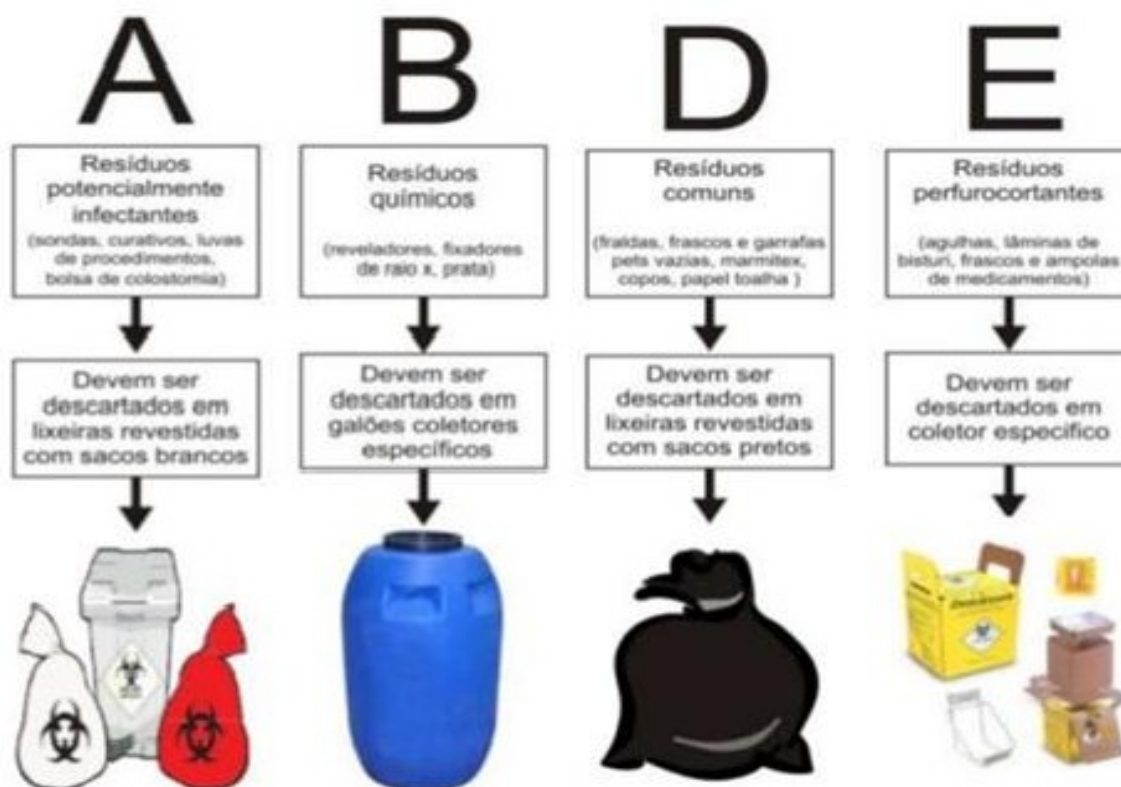 A
Resíduos
potencialmente
infectantes
(sondas, curativos, luvas
de procedimentos,
bolsa de colostomia)
Devem ser
descartados em
lixeiras revestidas
com sacos brancos
B
Resíduos
químicos
(reveladores, fixadores
de raio x, prata)
Devem ser
descartados em
galões coletores
específicos
D
Resíduos
comuns
(fraldas, frascos e garrafas
pets vazias, marmitex,
copos, papel toalha )
Devem ser
descartados em
lixeiras revestidas
com sacos pretos
E
Resíduos
perfurocortantes
(agulhas, lâminas de
bisturi, frascos e ampolas
de medicamentos)
Devem ser
descartados em
coletor específico